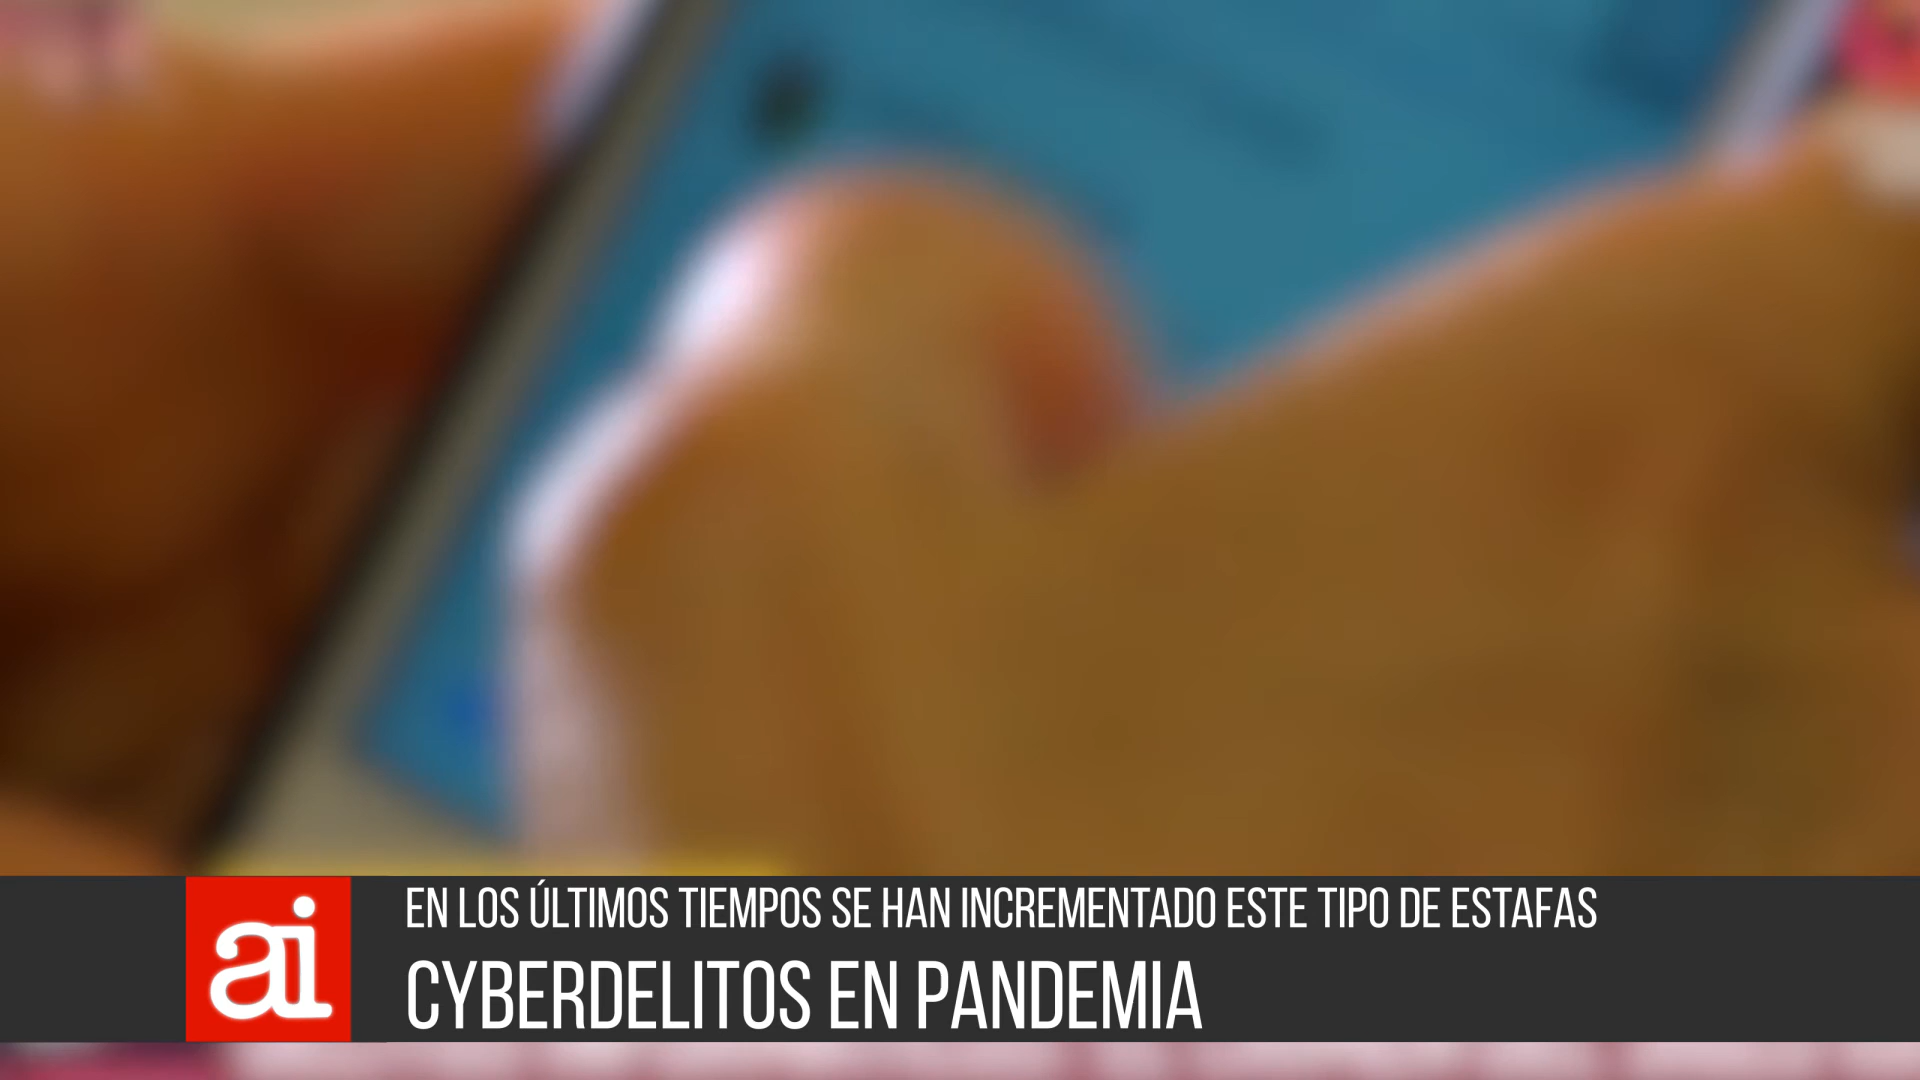 EN LOS ÚLTIMOS TIEMPOS SE HAN INCREMENTADO ESTE TIPO DE ESTAFAS
ai
CYBERDELITOS EN PANDEMIA